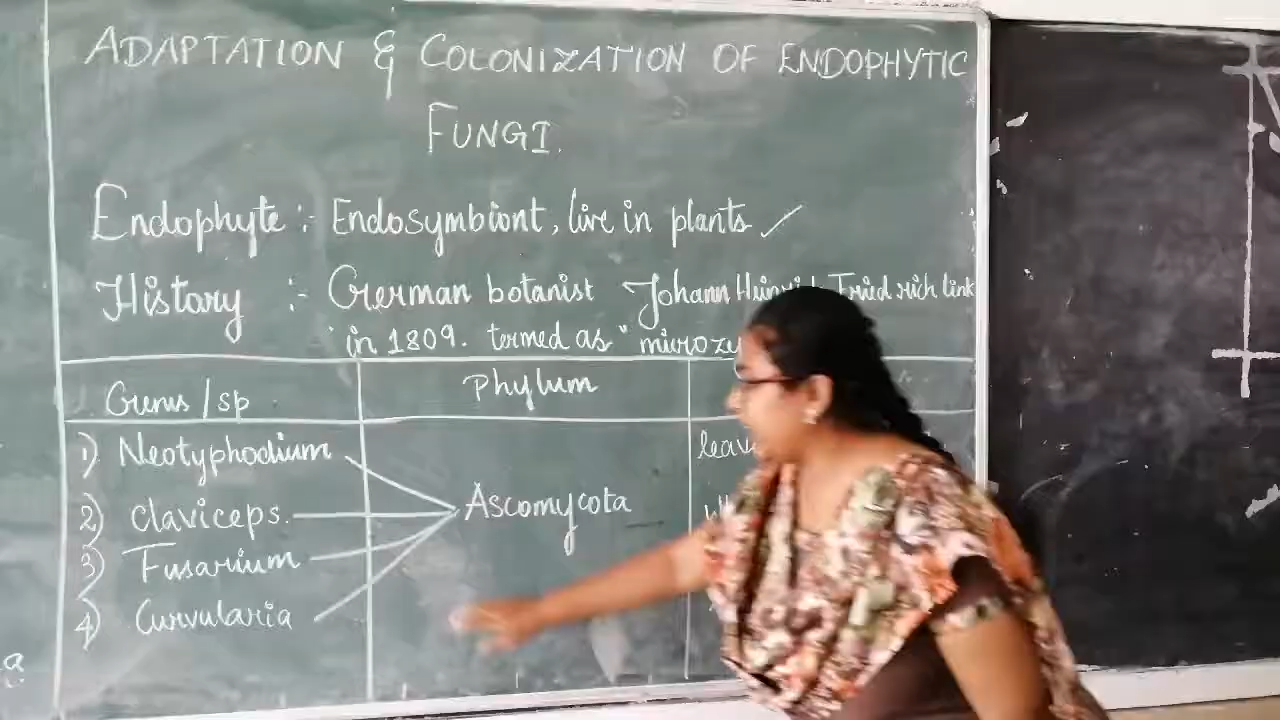 ADAPTATION & COLONIZATION OF ENDOPHYTIC
FUNGI.
Endophyte :- Endosymbiont, live in plants ✓
History :- German botanist Johann Friedrich link
in 1809. termed as "
Genus / sp Phylum
1) Neotyphodium
2) Claviceps. Ascomycota
3) Fusarium
4) Curvularia